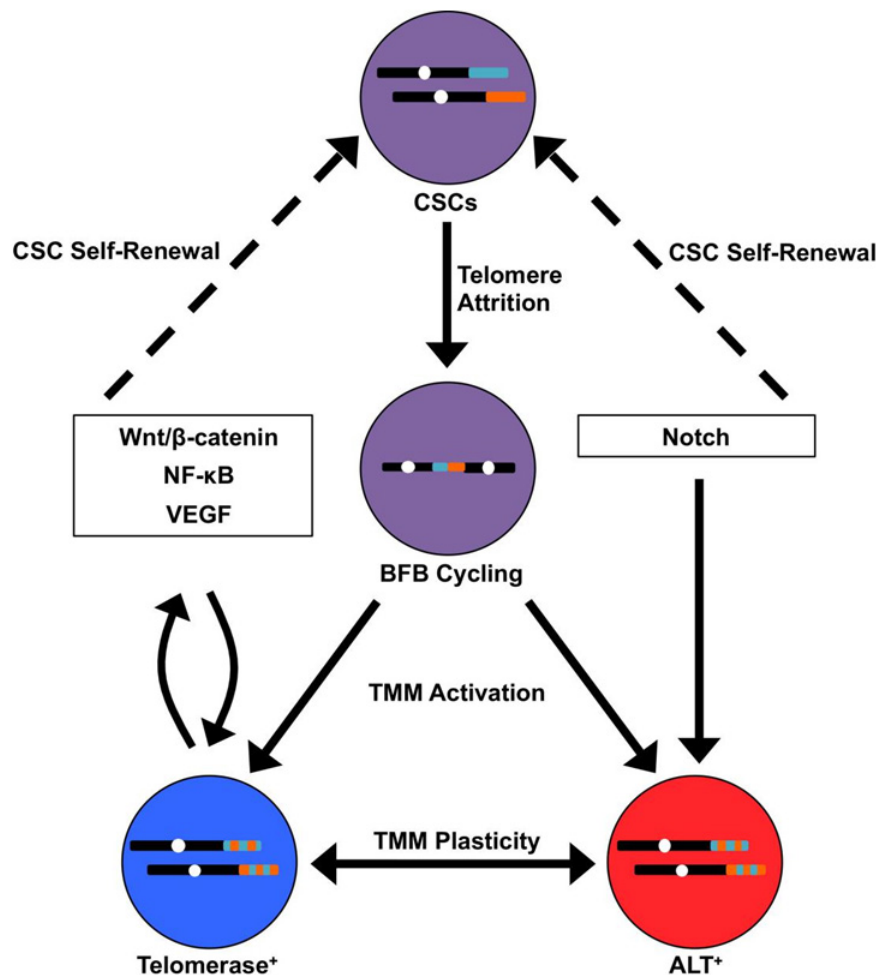 CSCs
CSC Self-Renewal
CSC Self-Renewal
Telomere
Attrition
Wnt/β-catenin
NF-κB
VEGF
Notch
BFB Cycling
TMM Activation
TMM Plasticity
Telomerase⁺
ALT⁺